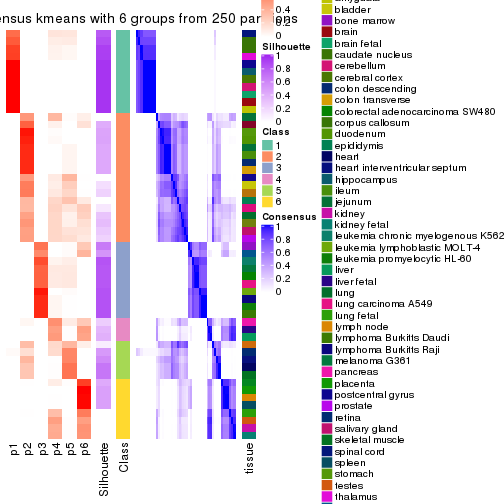 ensus kmeans with 6 groups from 250 par ns
0.4
0.2
0
Silhouette
1
0.8
0.6
0.4
0.2
0
Class
1
2
3
4
5
6
Consensus
1
0.8
0.6
0.4
0.2
0
p1
p2
p3
p4
p5
p6
Silhouette
Class
tissue
bladder
bone marrow
brain
brain fetal
caudate nucleus
cerebellum
cerebral cortex
colon descending
colon transverse
colorectal adenocarcinoma SW480
corpus callosum
duodenum
epididymis
heart
heart interventricular septum
hippocampus
ileum
jejunum
kidney
kidney fetal
leukemia chronic myelogenous K562
leukemia lymphoblastic MOLT-4
leukemia promyelocytic HL-60
liver
liver fetal
lung
lung carcinoma A549
lung fetal
lymph node
lymphoma Burkitts Daudi
lymphoma Burkitts Raji
melanoma G361
pancreas
placenta
postcentral gyrus
prostate
retina
salivary gland
skeletal muscle
spinal cord
spleen
stomach
testes
thalamus